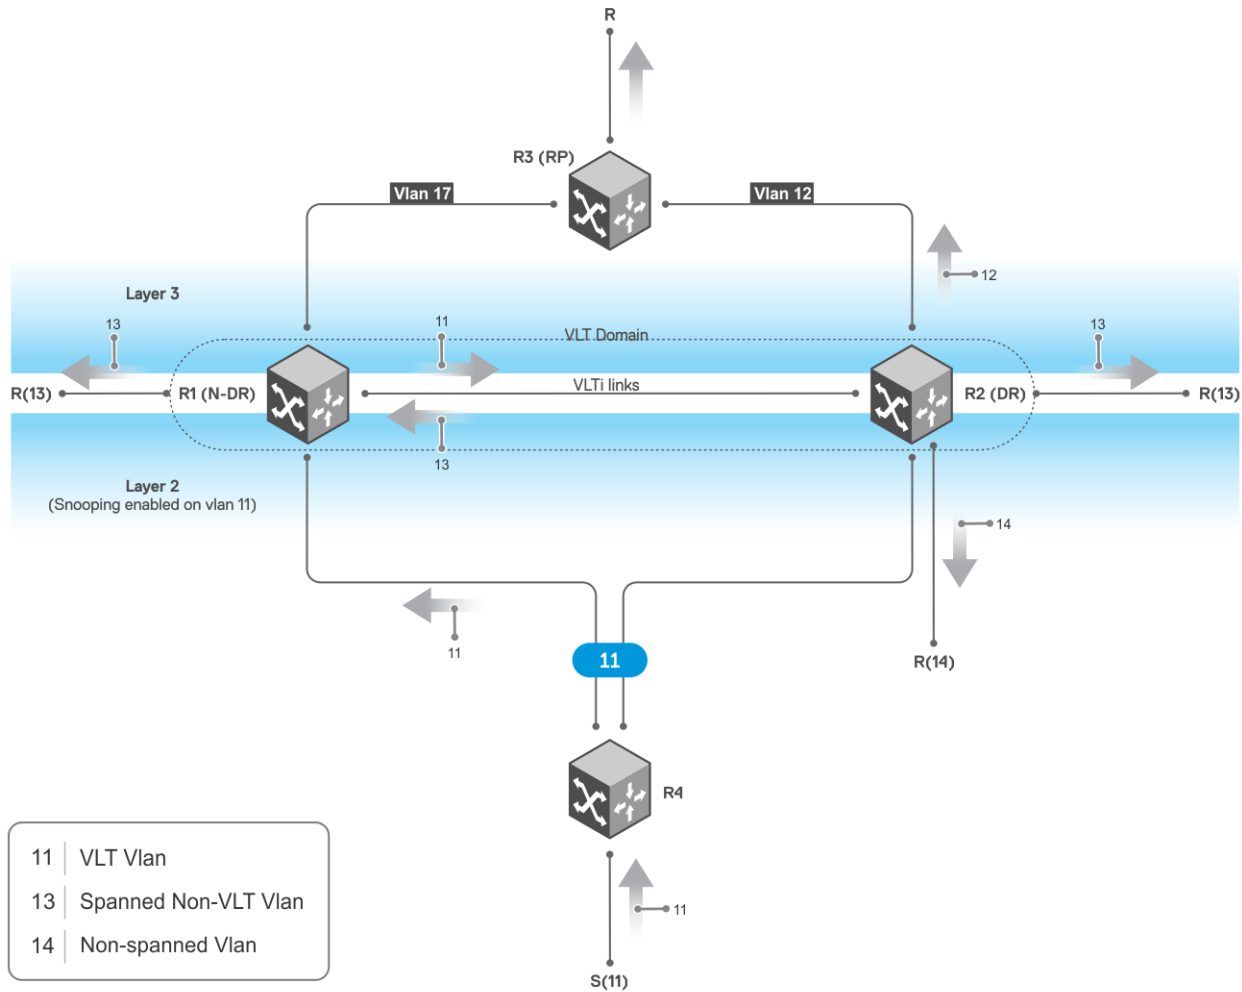 R
R3 (RP)
Vlan 17
Vlan 12
12
Layer 3
13
11
VLT Domain
13
R(13)
R1 (N-DR)
VLTi links
R2 (DR)
R(13)
13
Layer 2
(Snooping enabled on vlan 11)
14
11
11
R(14)
R4
11
S(11)
11 VLT Vlan
13 Spanned Non-VLT Vlan
14 Non-spanned Vlan